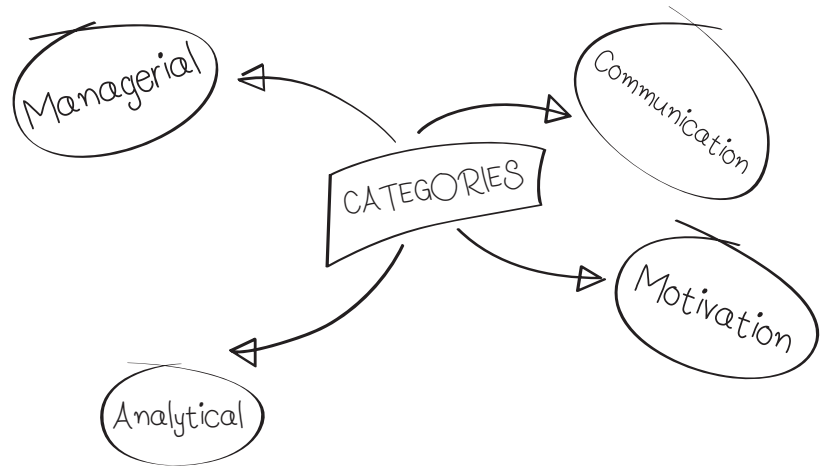 Managerial
Communication
CATEGORIES
Motivation
Analytical